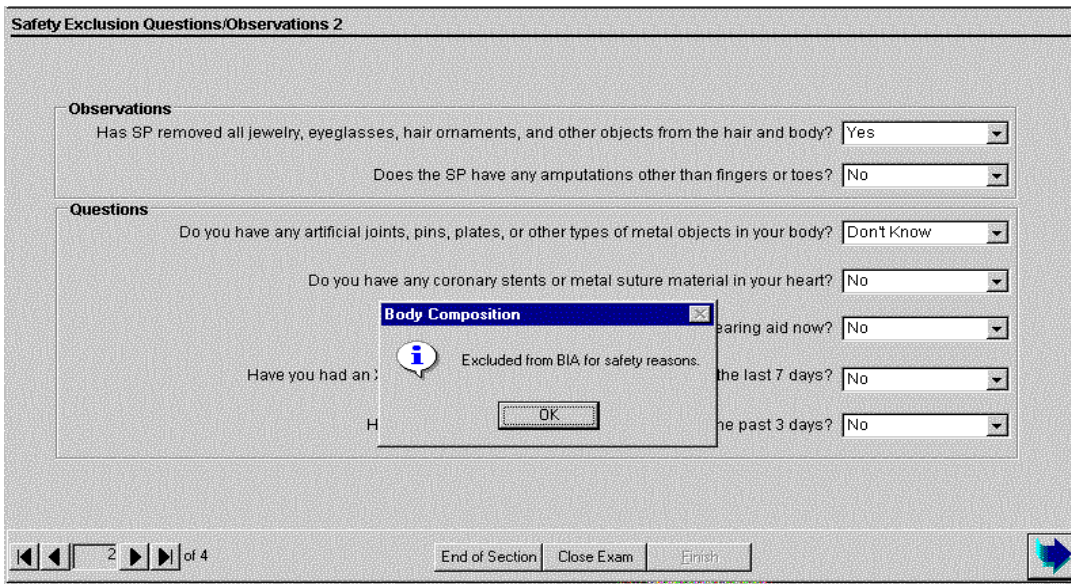 Safety Exclusion Questions/Observations 2
Observations
Has SP removed all jewelry, eyeglasses, hair ornaments, and other objects from the hair and body? Yes
Does the SP have any amputations other than fingers or toes? No
Questions
Do you have any artificial joints, pins, plates, or other types of metal objects in your body? Don't Know
Do you have any coronary stents or metal suture material in your heart? No
Body Composition
aid now? No
Excluded from BIA for safety reasons.
Have you had an the last 7 days? No
OK
past 3 days? No
2 of 4 End of Section Close Exam Finish